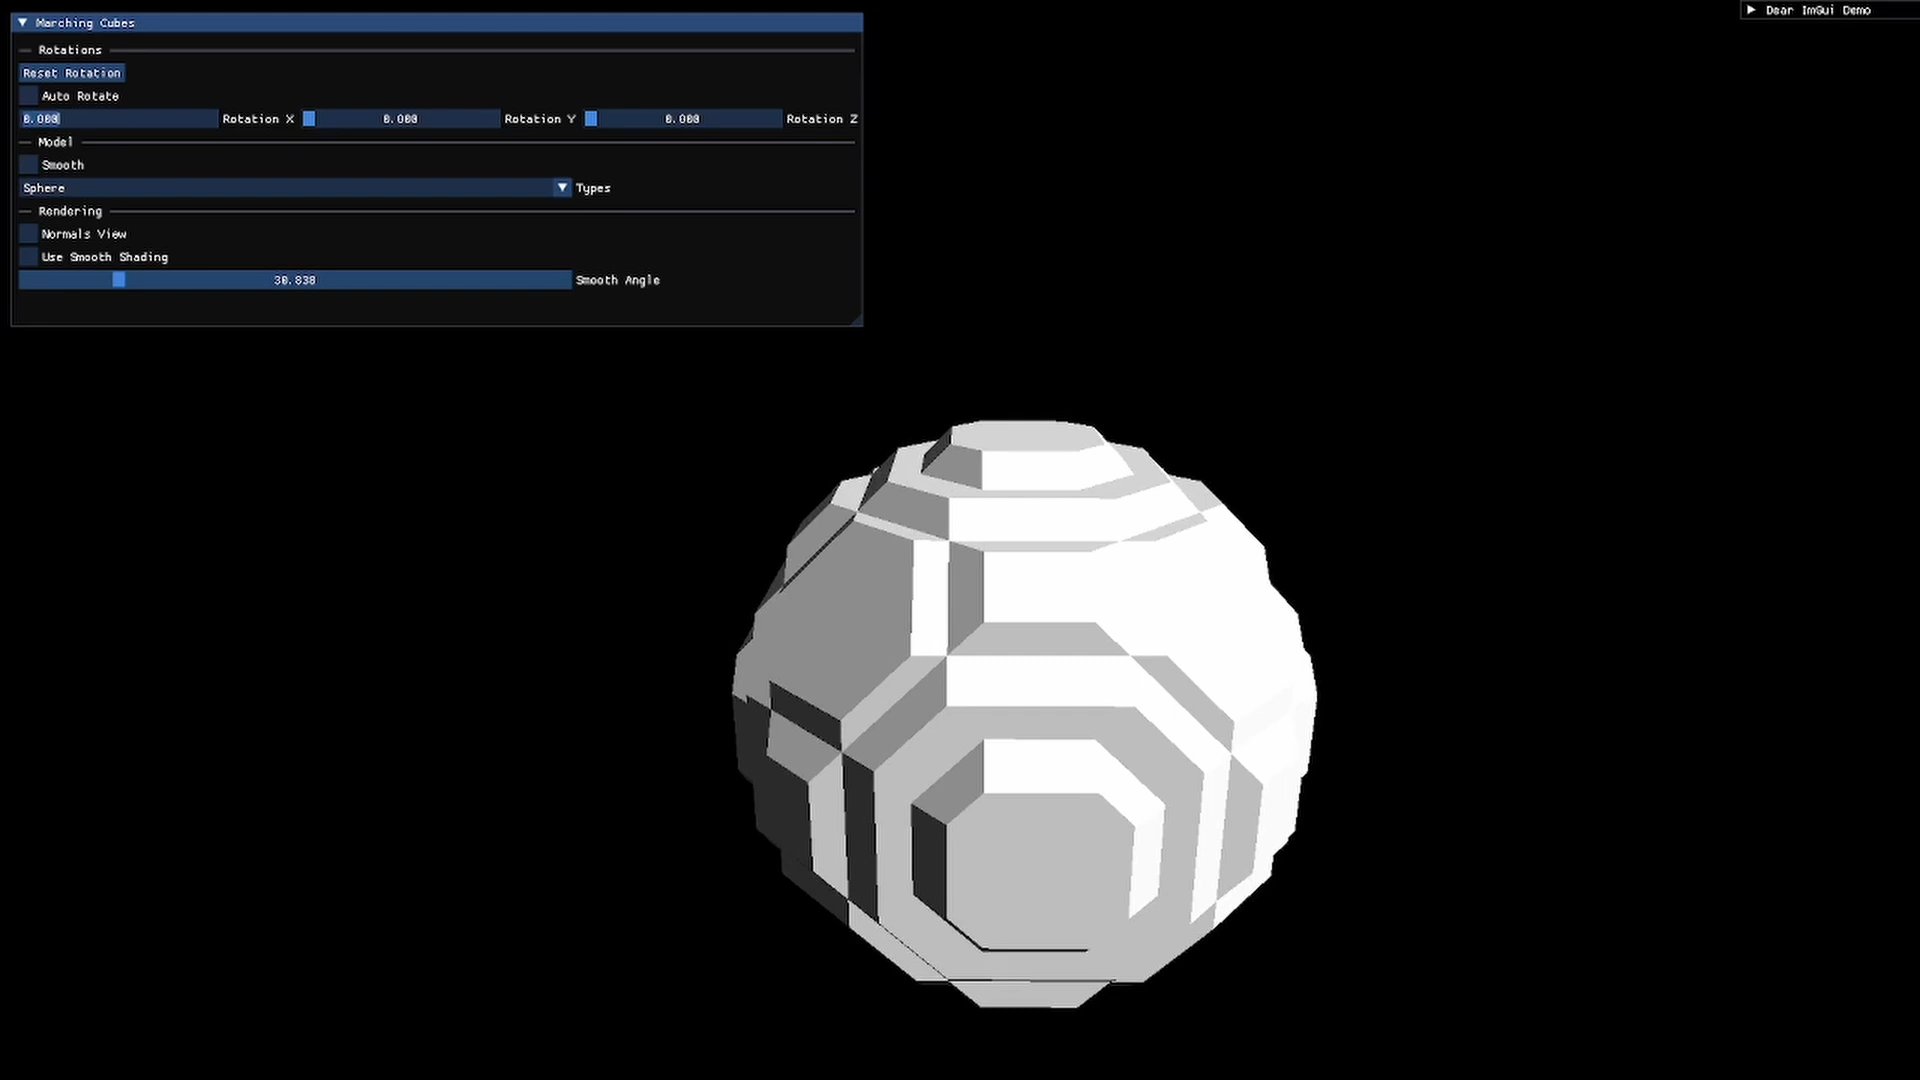 Marching Cubes
Dear ImGui Demo
Rotations
Reset Rotation
Auto Rotate
0.000 Rotation X 0.000 Rotation Y 0.000 Rotation Z
Model
Smooth
Sphere Types
Rendering
Normals View
Use Smooth Shading
30.838 Smooth Angle